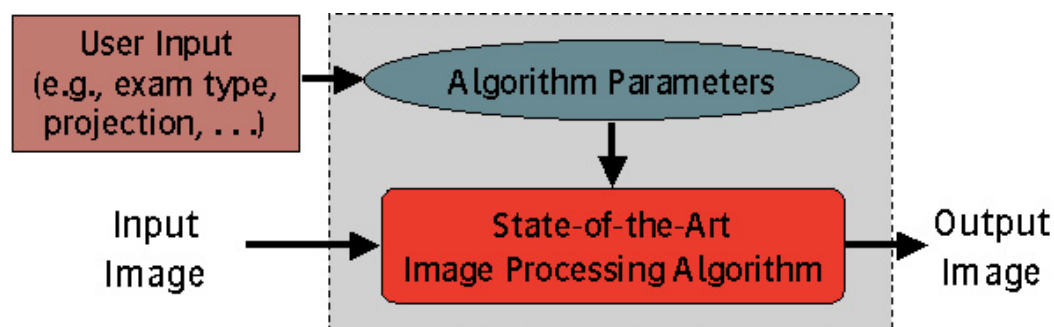 User Input
(e.g., exam type,
projection, . . .)
Algorithm Parameters
Input
Image
State-of-the-Art
Image Processing Algorithm
Output
Image